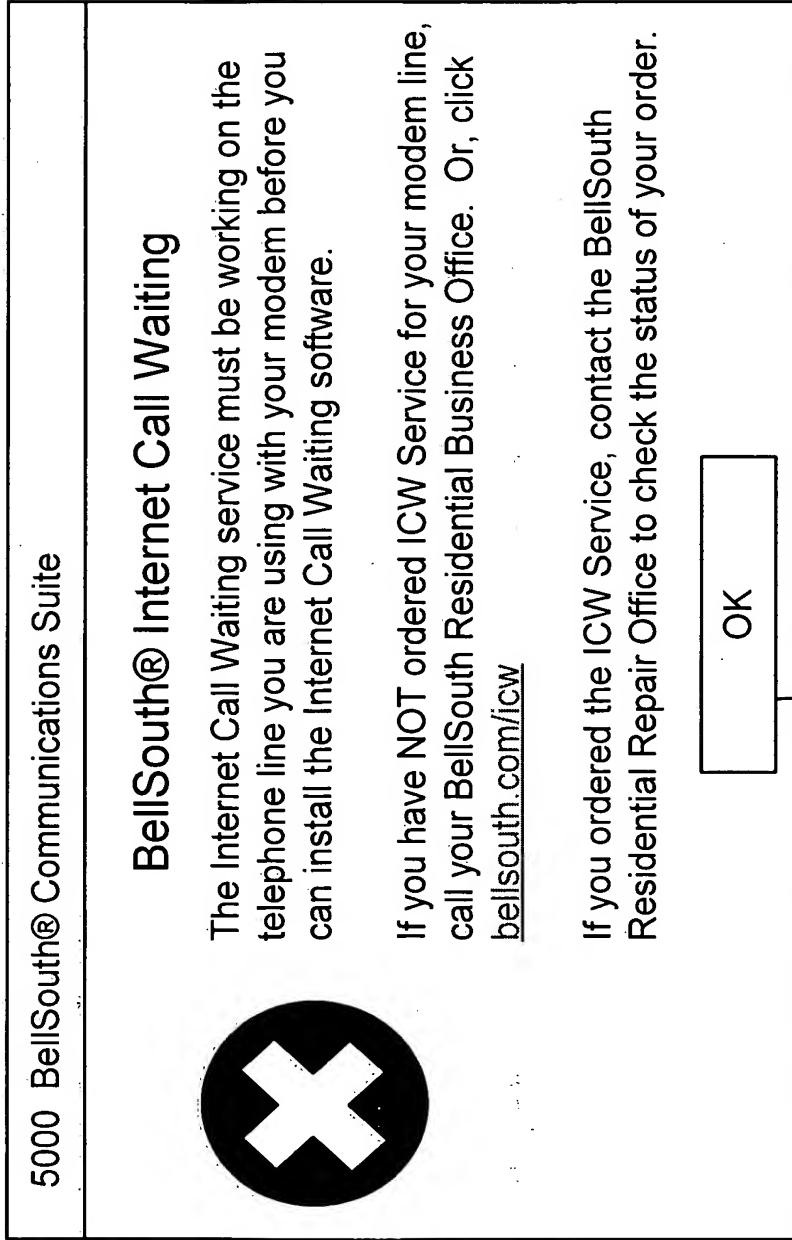 5000 BellSouth® Communications Suite
BellSouth® Internet Call Waiting
The Internet Call Waiting service must be working on the
telephone line you are using with your modem before you
can install the Internet Call Waiting software.
If you have NOT ordered ICW Service for your modem line,
call your BellSouth Residential Business Office. Or, click
bellsouth.com/icw
If you ordered the ICW Service, contact the BellSouth
Residential Repair Office to check the status of your order.
OK